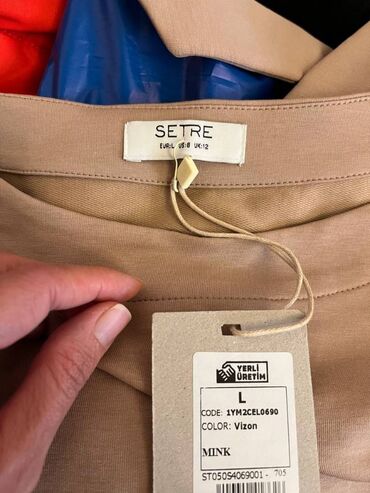 SETRE
EUR:L US:8 UK:12
YERLİ
ÜRETİM
L
CODE: 1YM2CEL0690
COLOR: Vizon
MINK
ST050S4069001- 705